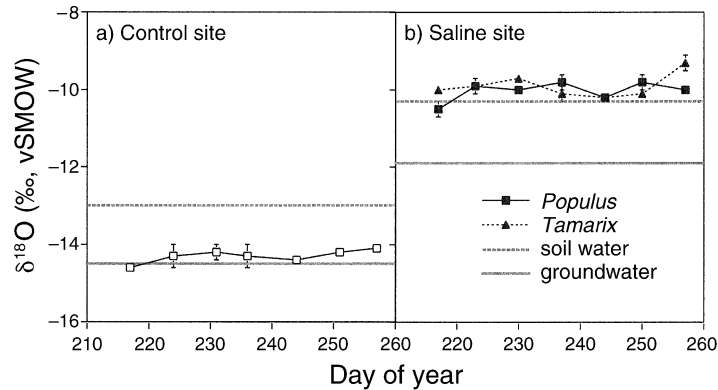 δ18O (‰, vSMOW)
−8
−10
−12
−14
−16
a) Control site
b) Saline site
Populus
Tamarix
soil water
groundwater
210 220 230 240 250 260 220 230 240 250 260
Day of year